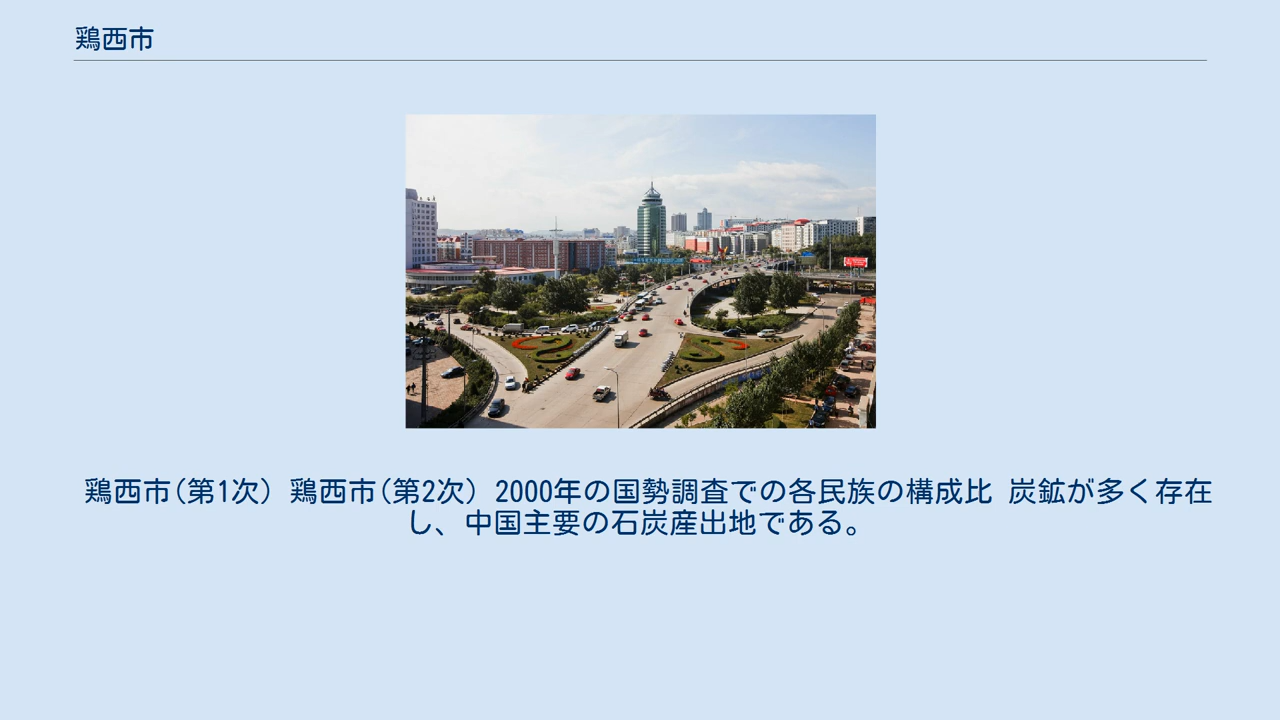 鶏西市
鶏西市(第1次) 鶏西市(第2次) 2000年の国勢調査での各民族の構成比 炭鉱が多く存在
し、中国主要の石炭産出地である。